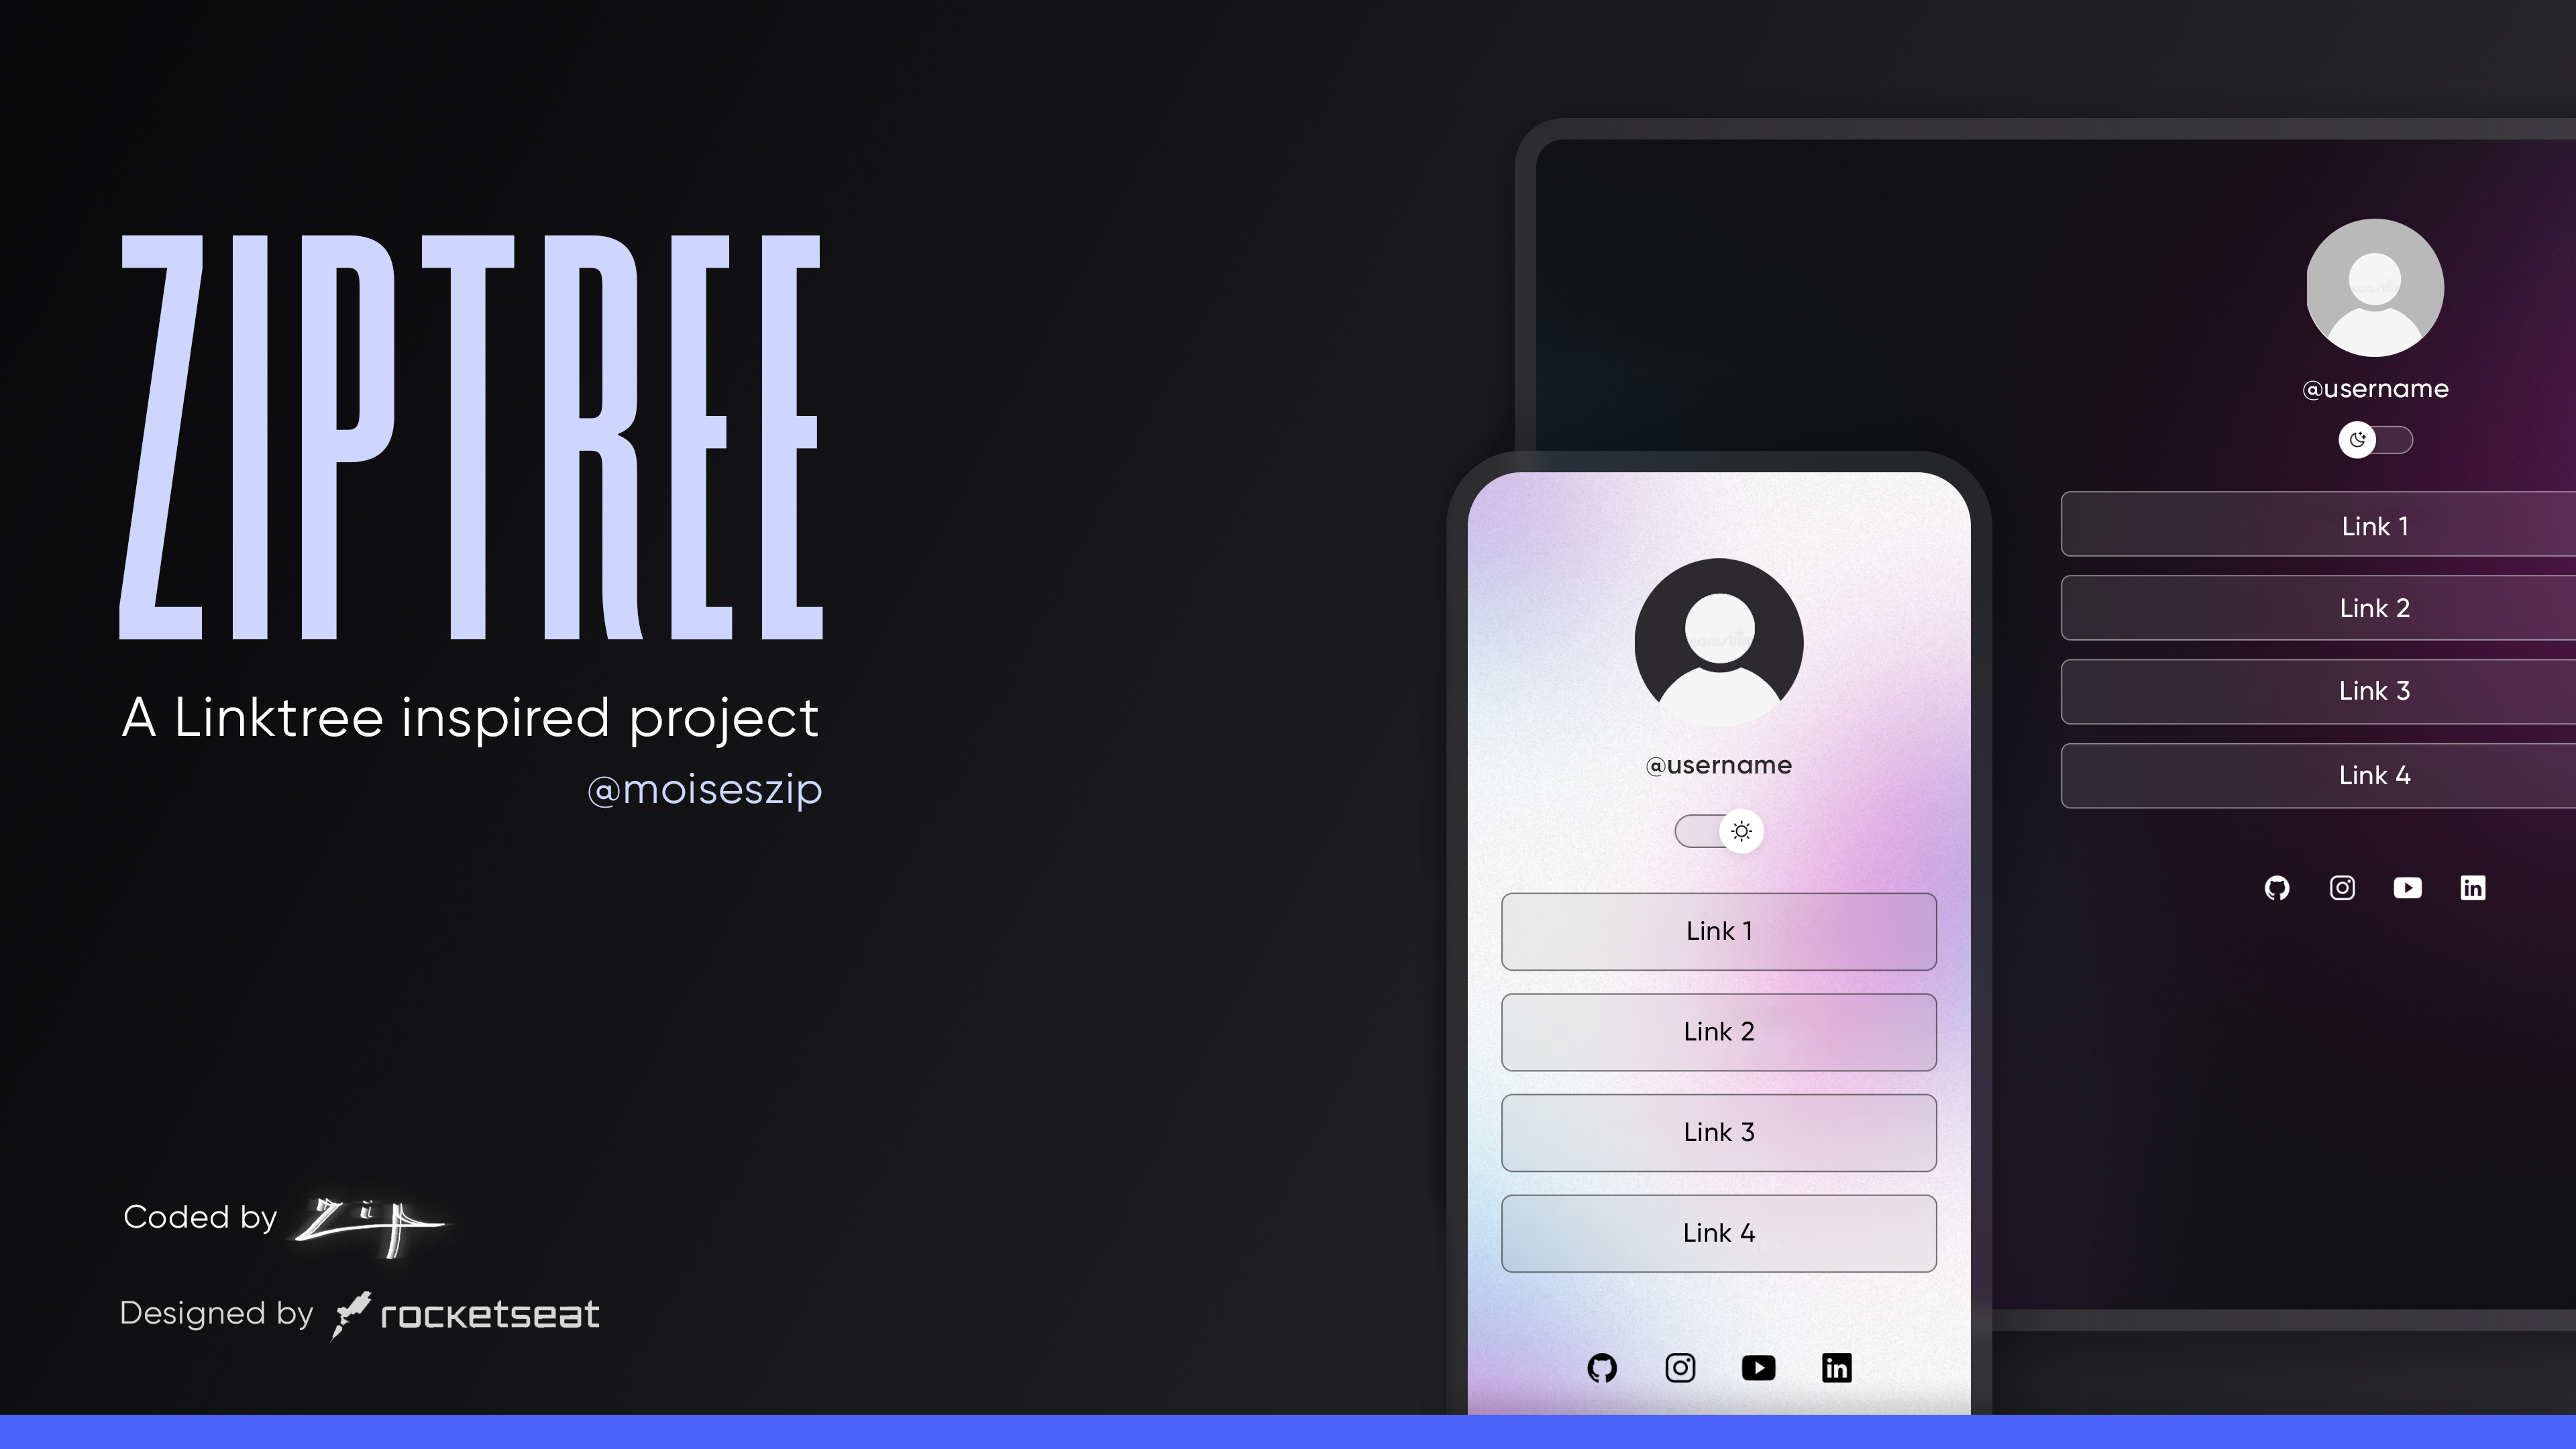 ZIPTREE
A Linktree inspired project
@moiseszip
Coded by Zip
Designed by rocketseat
@username
Link 1
Link 2
Link 3
Link 4
@username
Link 1
Link 2
Link 3
Link 4